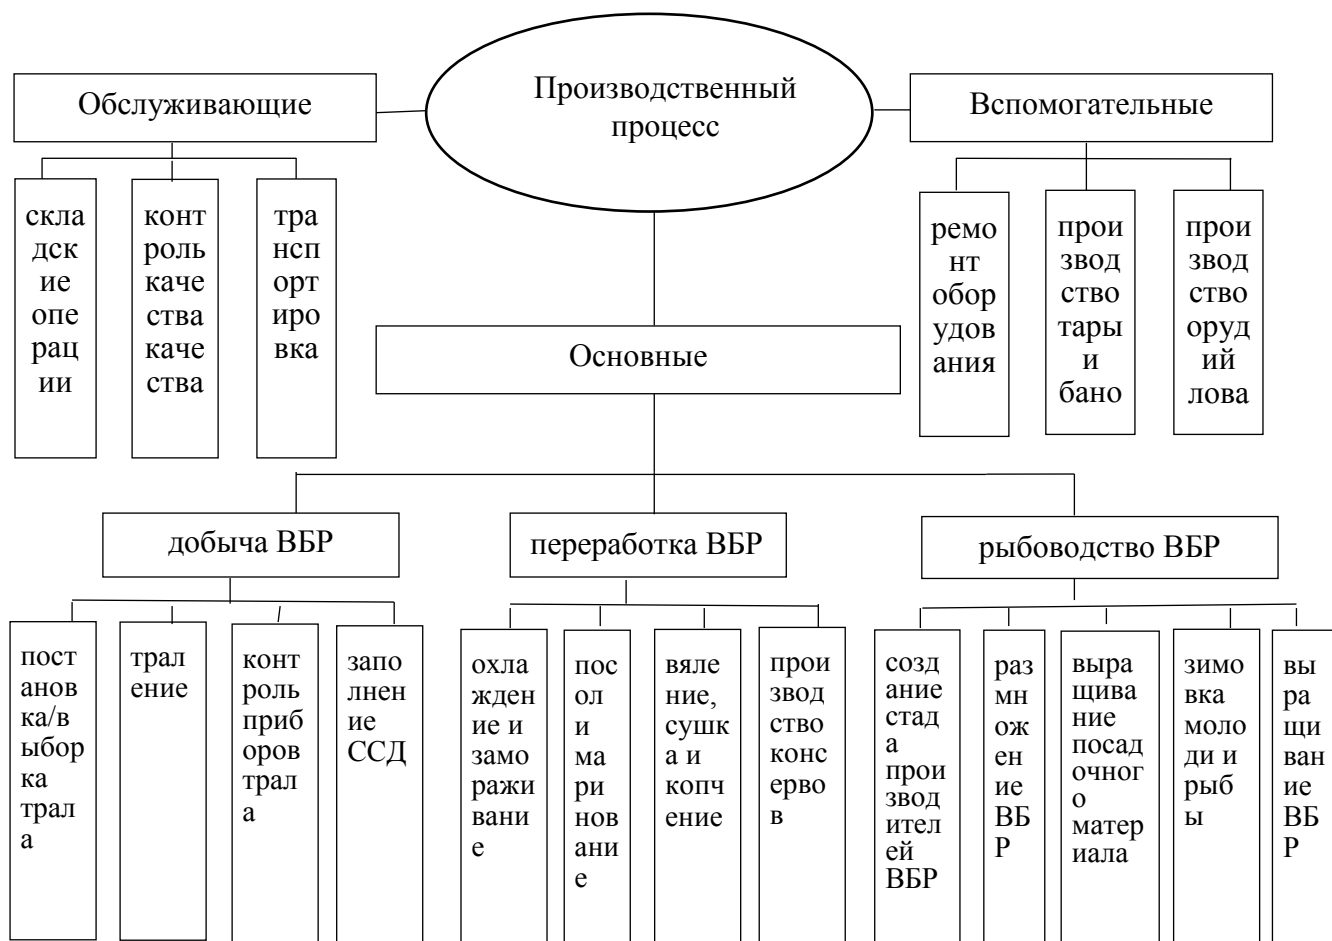 Производственный
процесс
Обслуживающие
Вспомогательные
скла
дск
ие
опе
рац
ии
конт
роль
каче
ства
каче
ства
тра
нсп
орт
иро
вка
ремо
нт
обор
удов
ания
прои
звод
ство
тары
и
бано
прои
звод
ство
оруд
ий
лова
Основные
добыча ВБР
переработка ВБР
рыбоводство ВБР
пост
анов
ка/в
ыбор
ка
трал
а
трал
ение
конт
роль
приб
оров
трал
а
запо
лнен
ие
ССД
охла
жден
ие и
замо
ражи
вани
е
пос
ол
и
ма
ри
нов
ани
е
вяле
ние,
сушк
а и
копч
ение
прои
звод
ство
конс
ерво
в
созд
ание
стад
а
произ
водс
ител
ей
ВБР
раз
мн
ож
ен
ие
ВБ
Р
выра
щива
ние
посад
очног
о
матер
иала
зимо
вка
моло
ди и
рыб
ы
вы
ра
щи
ван
ие
ВБ
Р